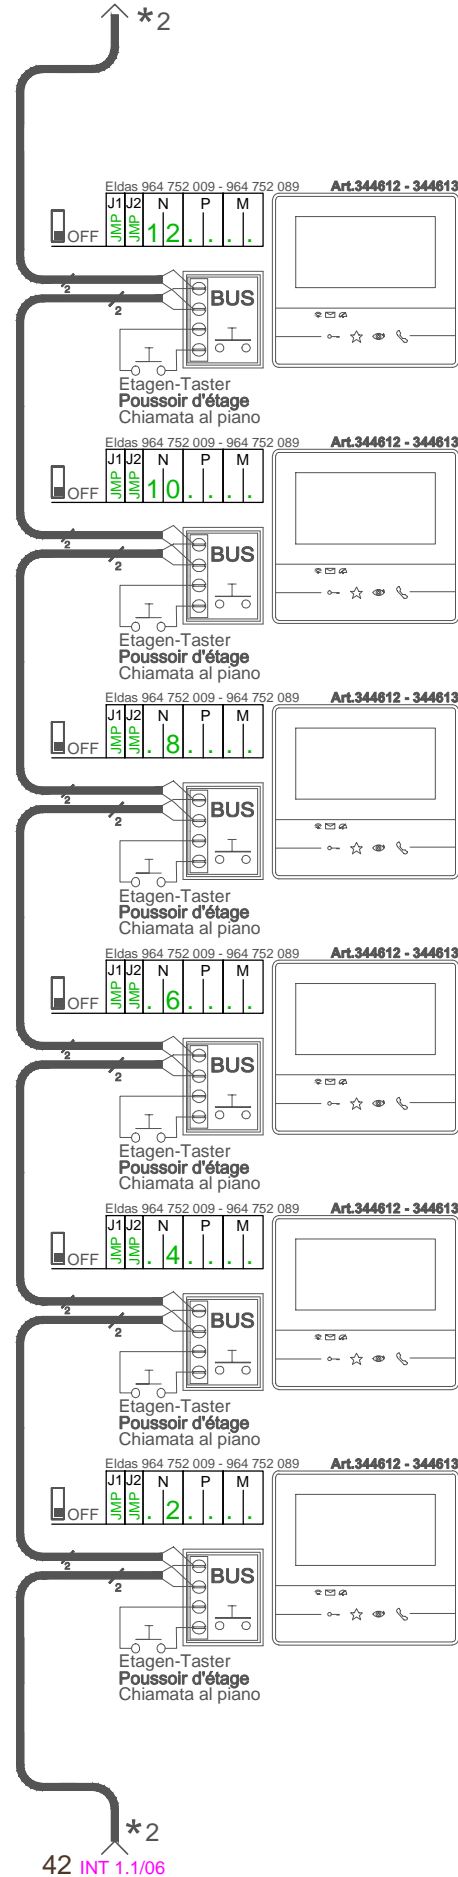 *2
Eldas 964 752 009 - 964 752 089 Art.344612 - 344613
J1 J2 N P M
OFF JMP JMP 1 2 . . . .
2
2
BUS
Etagen-Taster
Poussoir d'étage
Chiamata al piano
Eldas 964 752 009 - 964 752 089 Art.344612 - 344613
J1 J2 N P M
OFF JMP JMP 1 0 . . . .
2
2
BUS
Etagen-Taster
Poussoir d'étage
Chiamata al piano
Eldas 964 752 009 - 964 752 089 Art.344612 - 344613
J1 J2 N P M
OFF JMP JMP . 8 . . . .
2
2
BUS
Etagen-Taster
Poussoir d'étage
Chiamata al piano
Eldas 964 752 009 - 964 752 089 Art.344612 - 344613
J1 J2 N P M
OFF JMP JMP . 6 . . . .
2
2
BUS
Etagen-Taster
Poussoir d'étage
Chiamata al piano
Eldas 964 752 009 - 964 752 089 Art.344612 - 344613
J1 J2 N P M
OFF JMP JMP . 4 . . . .
2
2
BUS
Etagen-Taster
Poussoir d'étage
Chiamata al piano
Eldas 964 752 009 - 964 752 089 Art.344612 - 344613
J1 J2 N P M
OFF JMP JMP . 2 . . . .
2
2
BUS
Etagen-Taster
Poussoir d'étage
Chiamata al piano
*2
42 INT 1.1/06